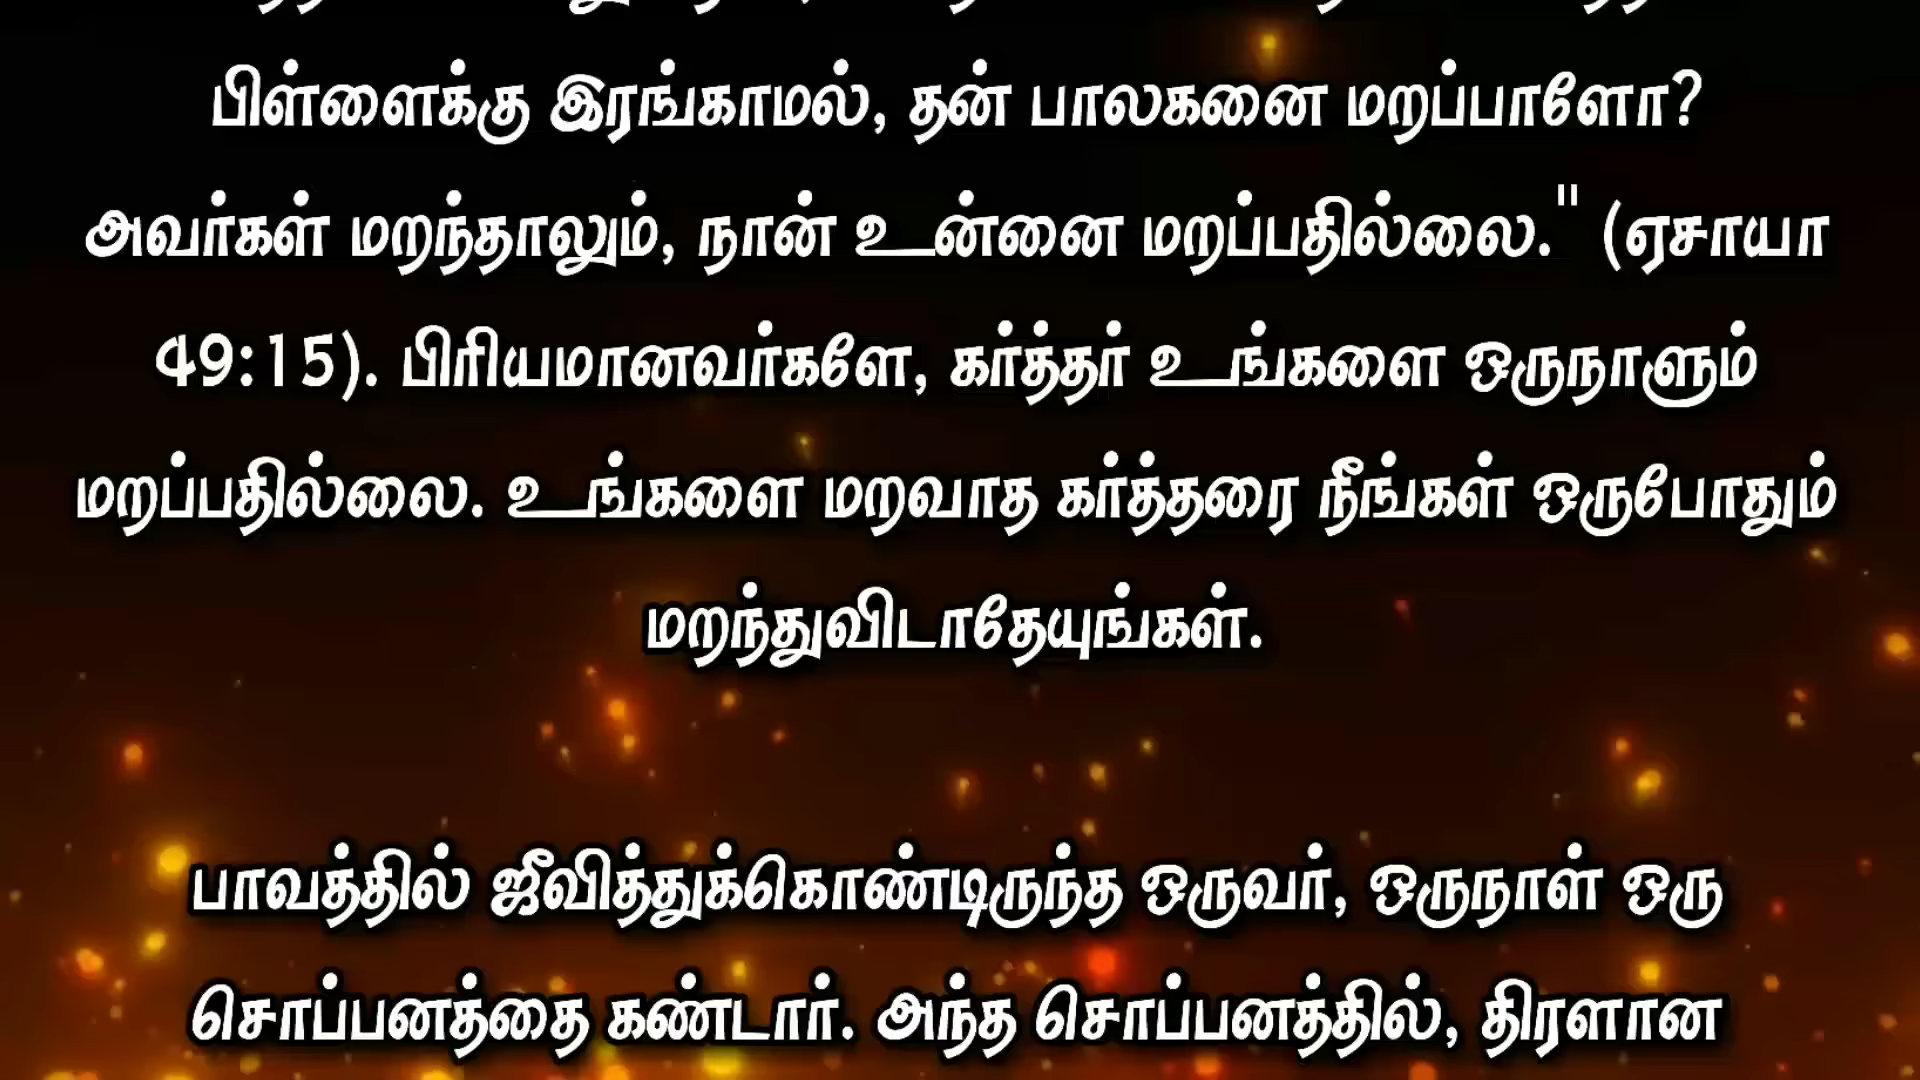 பிள்ளைக்கு இரங்காமல், தன் பாலகனை மறப்பாளோ?
அவர்கள் மறந்தாலும், நான் உன்னை மறப்பதில்லை." (ஏசாயா
49:15). பிரியமானவர்களே, கர்த்தர் உங்களை ஒருநாளும்
மறப்பதில்லை. உங்களை மறவாத கர்த்தரை நீங்கள் ஒருபோதும்
மறந்துவிடாதேயுங்கள்.
பாவத்தில் ஜீவித்துக்கொண்டிருந்த ஒருவர், ஒருநாள் ஒரு
சொப்பனத்தை கண்டார். அந்த சொப்பனத்தில், திரளான